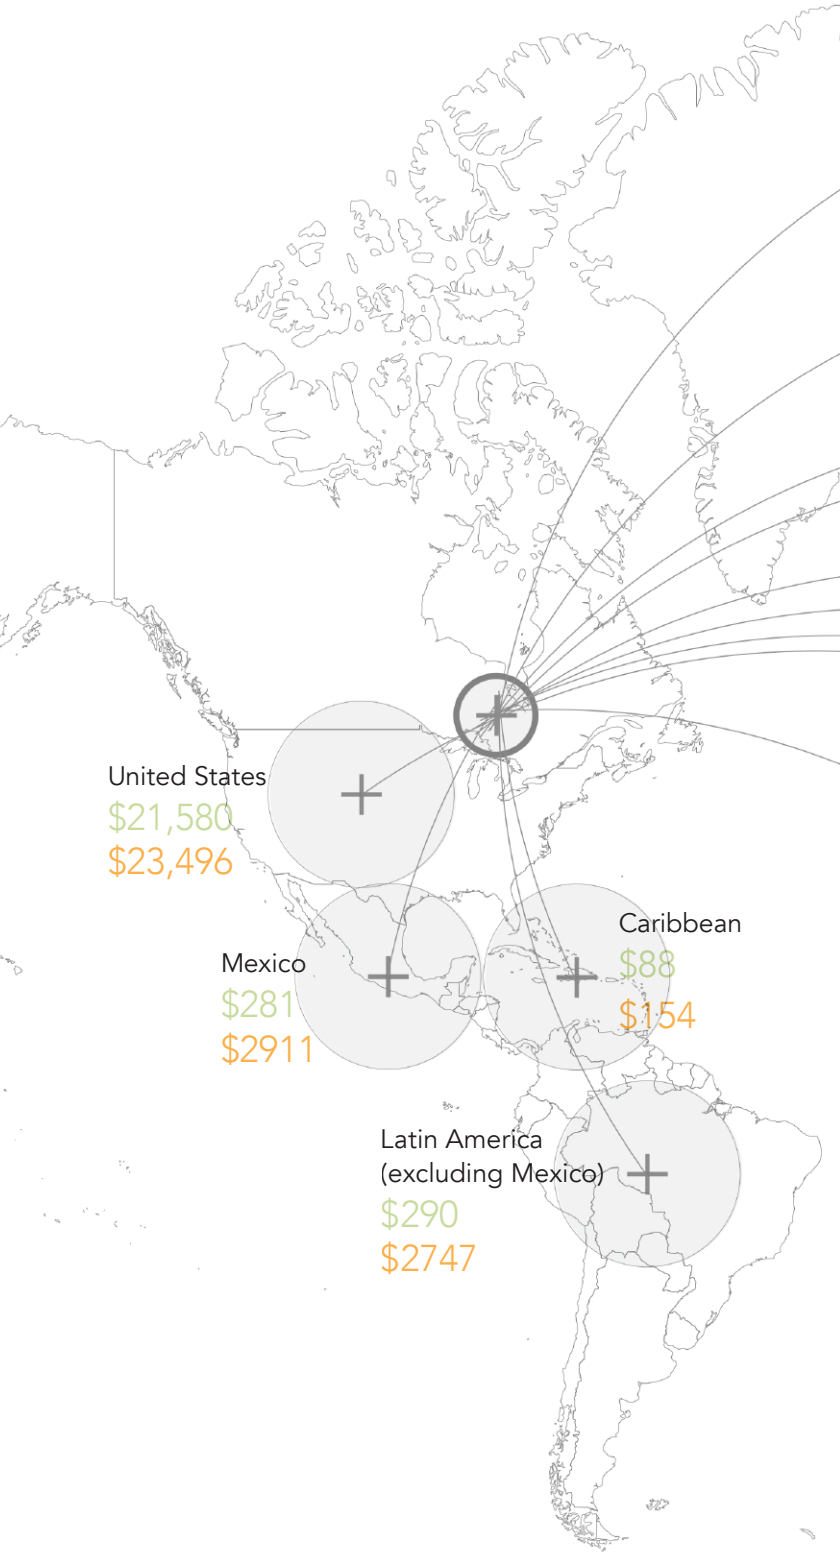 United States
$21,580
$23,496
Caribbean
$88
$154
Mexico
$281
$2911
Latin America
(excluding Mexico)
$290
$2747